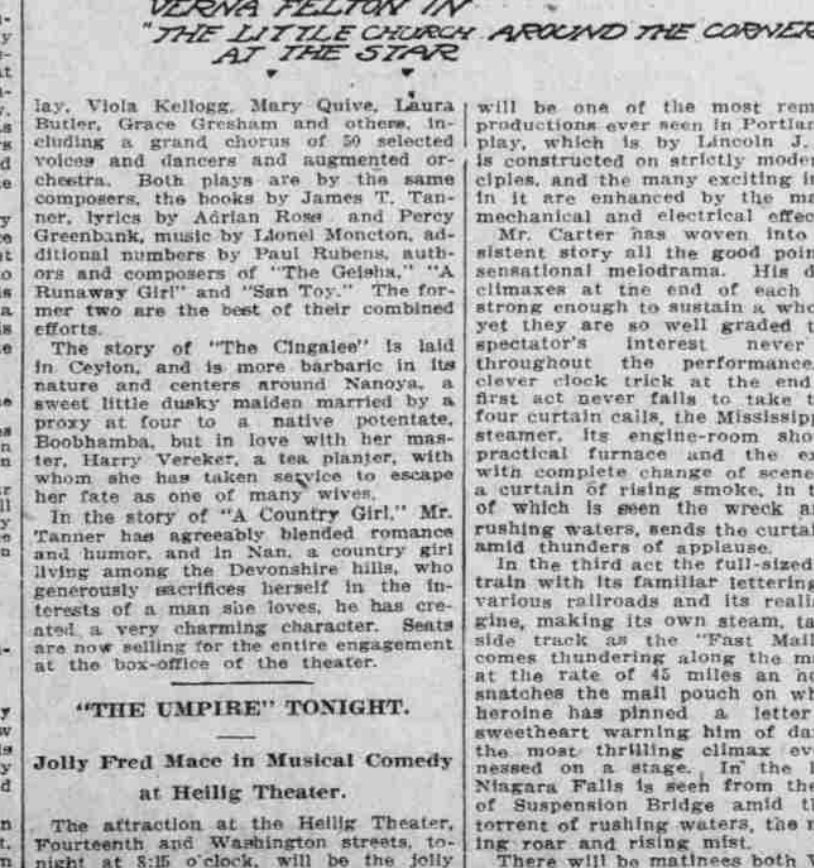 VERNA FELTON IN
"THE LITTLE CHURCH AROUND THE CORNER
AT THE STAR
lay, Viola Kellogg, Mary Quive, Laura
Butler, Grace Gresham and others, in-
cluding a grand chorus of 50 selected
voices and dancers and augmented or-
chestra. Both plays are by the same
composers, the books by James T. Tan-
ner, lyrics by Adrian Ross and Percy
Greenbank, music by Lionel Moncton, ad-
ditional numbers by Paul Rubens, auth-
ors and composers of "The Geisha," "A
Runaway Girl" and "San Toy." The for-
mer two are the best of their combined
efforts.
The story of "The Cingalee" is laid
in Ceylon, and is more barbaric in its
nature and centers around Nanoya, a
sweet little dusky maiden married by a
proxy at four to a native potentate,
Boobhamba, but in love with her mas-
ter, Harry Vereker, a tea planter, with
whom she has taken service to escape
her fate as one of many wives.
In the story of "A Country Girl," Mr.
Tanner has agreeably blended romance
and humor, and in Nan, a country girl
living among the Devonshire hills, who
generously sacrifices herself in the in-
terests of a man she loves, he has cre-
ated a very charming character. Seats
are now selling for the entire engagement
at the box-office of the theater.
"THE UMPIRE" TONIGHT.
Jolly Fred Mace in Musical Comedy
at Heilig Theater.
The attraction at the Heilig Theater,
Fourteenth and Washington streets, to-
night at 8:15 o'clock, will be the jolly
will be one of the most rem
productions ever seen in Portlan
play, which is by Lincoln J.
is constructed on strictly moder
ciples, and the many exciting in
in it are enhanced by the ma
mechanical and electrical effec
Mr. Carter has woven into
sistent story all the good poin
sensational melodrama. His d
climaxes at the end of each
strong enough to sustain a who
yet they are so well graded t
spectator's interest never
throughout the performance
clever clock trick at the end
first act never fails to take t
four curtain calls, the Mississipp
steamer, its engine-room sho
practical furnace and the ex
with complete change of scene
a curtain of rising smoke, in t
of which is seen the wreck a
rushing waters, sends the curtai
amid thunders of applause.
In the third act the full-sized
train with its familiar lettering
various railroads and its reali
gine, making its own steam, ta
side track as the "Fast Mail
comes thundering along the m
at the rate of 45 miles an ho
snatches the mail pouch on wh
heroine has pinned a letter
sweetheart warning him of da
the most thrilling climax ev
nessed on a stage. In the l
Niagara Falls is seen from the
of Suspension Bridge amid t
torrent of rushing waters, the r
ing roar and rising mist.
There will be matinees both